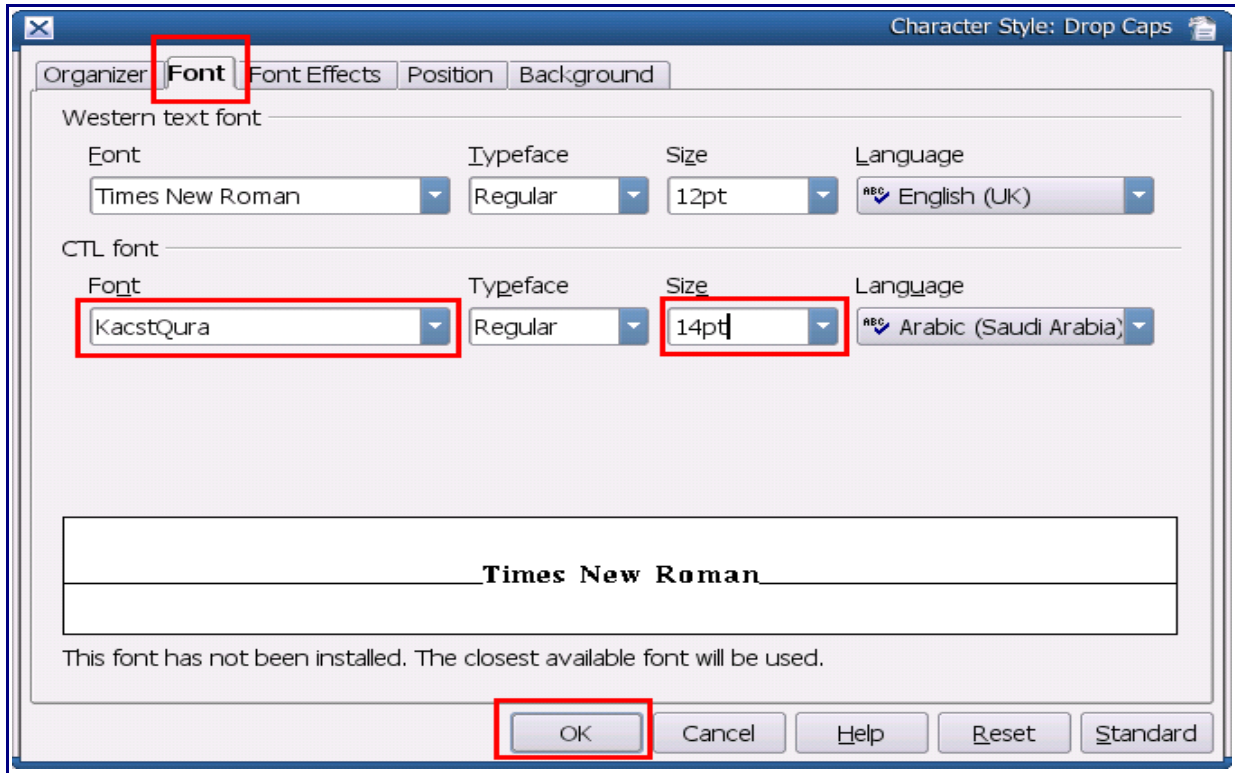 Character Style: Drop Caps
Organizer Font Font Effects Position Background
Western text font
Font Typeface Size Language
Times New Roman Regular 12pt ABC English (UK)
CTL font
Font Typeface Size Language
KacstQura Regular 14pt ABC Arabic (Saudi Arabia)
Times New Roman
This font has not been installed. The closest available font will be used.
OK Cancel Help Reset Standard